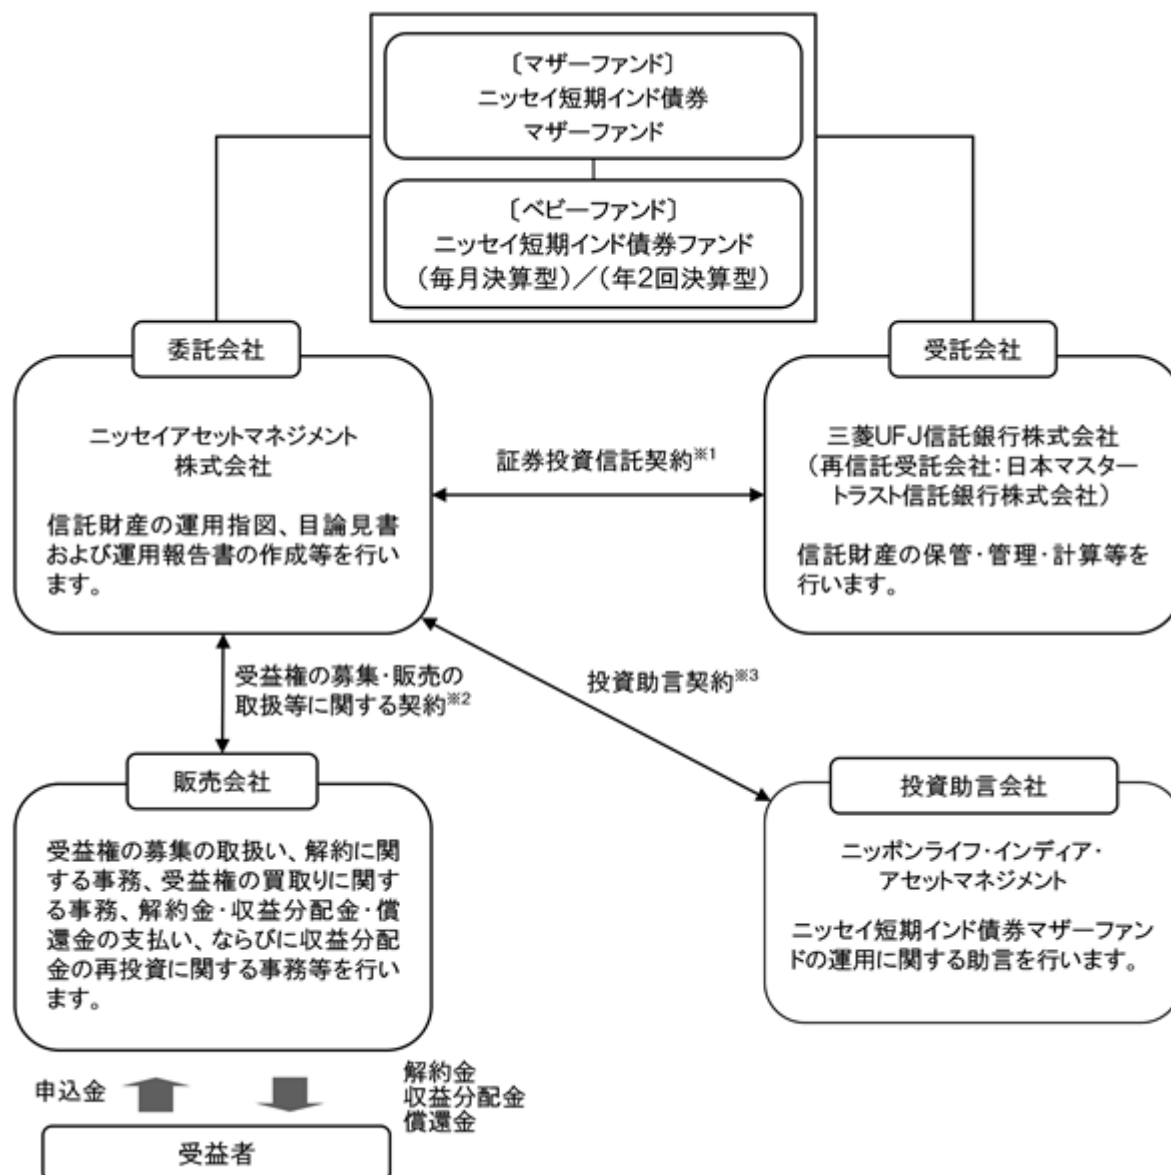 〔マザーファンド〕
ニッセイ短期インド債券
マザーファンド
〔ベビーファンド〕
ニッセイ短期インド債券ファンド
（毎月決算型）／（年2回決算型）
委託会社
ニッセイアセットマネジメント
株式会社
信託財産の運用指図、目論見書
および運用報告書の作成等を行い
ます。
証券投資信託契約※1
受託会社
三菱UFJ信託銀行株式会社
（再信託受託会社：日本マスター
トラスト信託銀行株式会社）
信託財産の保管・管理・計算等を
行います。
受益権の募集・販売の
取扱等に関する契約※2
投資助言契約※3
販売会社
受益権の募集の取扱い、解約に関
する事務、受益権の買取りに関す
る事務、解約金・収益分配金・償
還金の支払い、ならびに収益分配
金の再投資に関する事務等を行い
ます。
投資助言会社
ニッポンライフ・インディア・
アセットマネジメント
ニッセイ短期インド債券マザーファン
ドの運用に関する助言を行います。
申込金
解約金
収益分配金
償還金
受益者